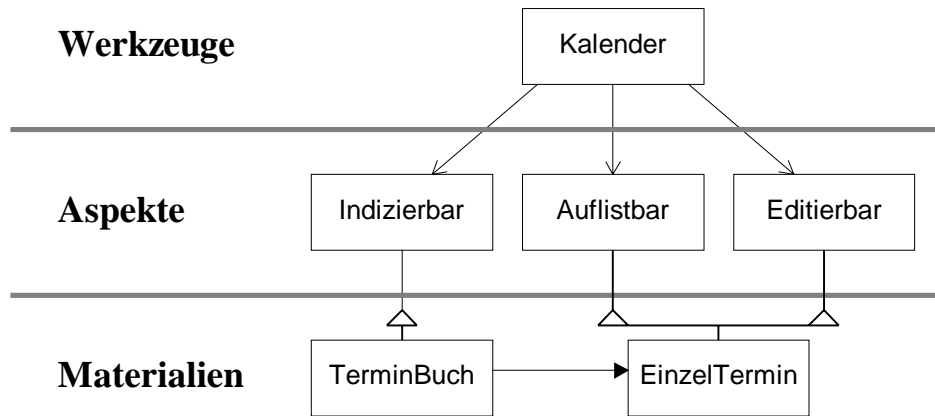 Werkzeuge
Kalender
Aspekte
Indizierbar
Auflistbar
Editierbar
Materialien
TerminBuch
EinzelTermin